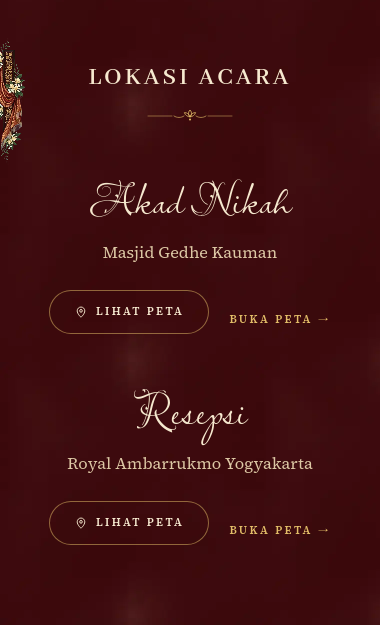 LOKASI ACARA
Akad Nikah
Masjid Gedhe Kauman
LIHAT PETA
BUKA PETA →
Resepsi
Royal Ambarrukmo Yogyakarta
LIHAT PETA
BUKA PETA →